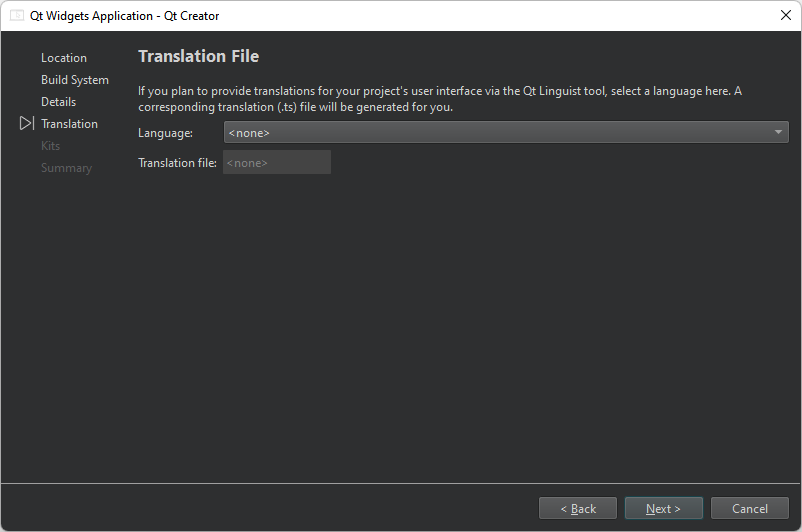 Qt Widgets Application - Qt Creator
Location
Build System
Details
Translation
Kits
Summary
Translation File
If you plan to provide translations for your project's user interface via the Qt Linguist tool, select a language here. A
corresponding translation (.ts) file will be generated for you.
Language: <none>
Translation file: <none>
< Back Next > Cancel